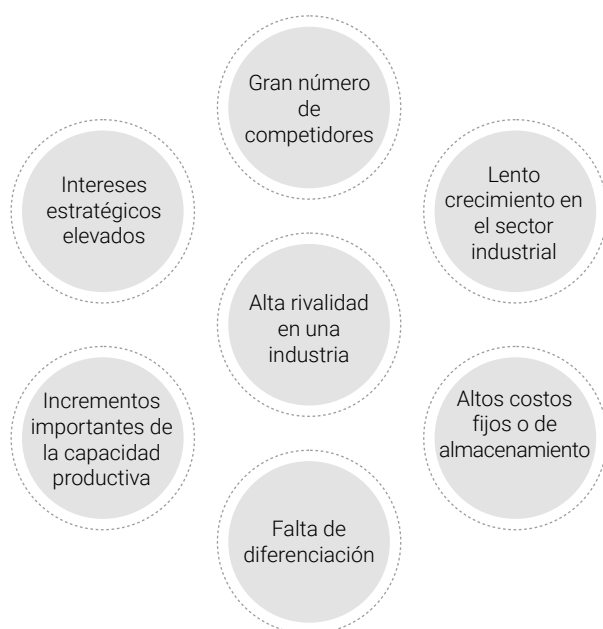 Gran número
de
competidores
Intereses
estratégicos
elevados
Lento
crecimiento en
el sector
industrial
Alta rivalidad
en una
industria
Incrementos
importantes de
la capacidad
productiva
Altos costos
fijos o de
almacenamiento
Falta de
diferenciación